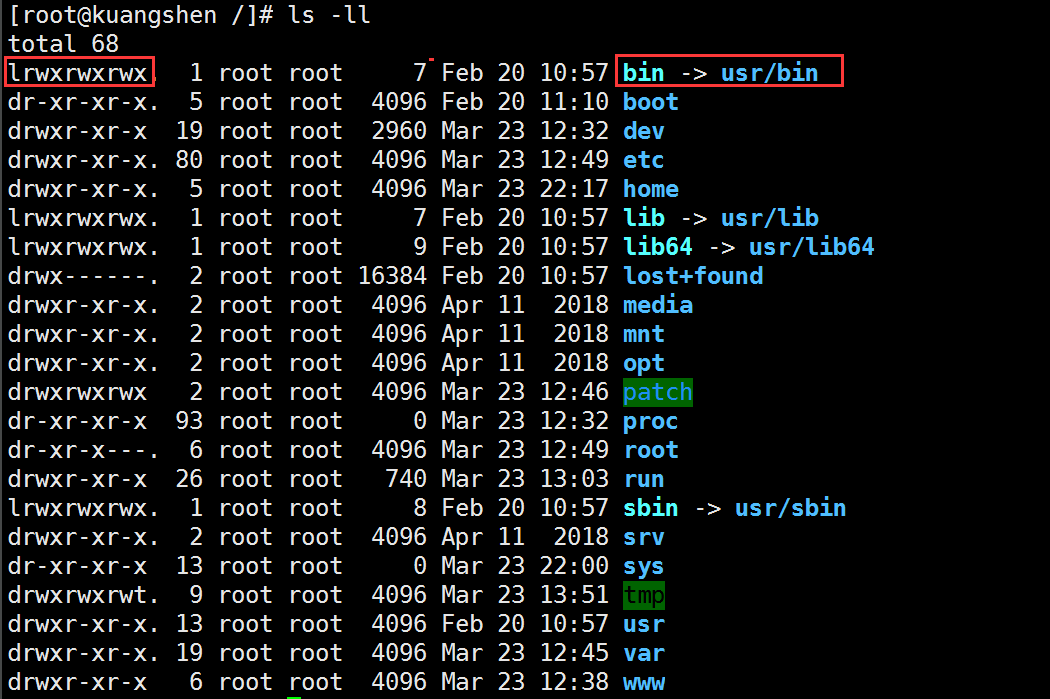 [root@kuangshen /]# ls -ll
total 68
lrwxrwxrwx.  1 root root     7 Feb 20 10:57 bin -> usr/bin
dr-xr-xr-x.  5 root root  4096 Feb 20 11:10 boot
drwxr-xr-x  19 root root  2960 Mar 23 12:32 dev
drwxr-xr-x. 80 root root  4096 Mar 23 12:49 etc
drwxr-xr-x.  5 root root  4096 Mar 23 22:17 home
lrwxrwxrwx.  1 root root     7 Feb 20 10:57 lib -> usr/lib
lrwxrwxrwx.  1 root root     9 Feb 20 10:57 lib64 -> usr/lib64
drwx------.  2 root root 16384 Feb 20 10:57 lost+found
drwxr-xr-x.  2 root root  4096 Apr 11  2018 media
drwxr-xr-x.  2 root root  4096 Apr 11  2018 mnt
drwxr-xr-x.  2 root root  4096 Apr 11  2018 opt
drwxrwxrwx   2 root root  4096 Mar 23 12:46 patch
dr-xr-xr-x  93 root root     0 Mar 23 12:32 proc
dr-xr-x---.  6 root root  4096 Mar 23 12:49 root
drwxr-xr-x  26 root root   740 Mar 23 13:03 run
lrwxrwxrwx.  1 root root     8 Feb 20 10:57 sbin -> usr/sbin
drwxr-xr-x.  2 root root  4096 Apr 11  2018 srv
dr-xr-xr-x  13 root root     0 Mar 23 22:00 sys
drwxrwxrwt.  9 root root  4096 Mar 23 13:51 tmp
drwxr-xr-x. 13 root root  4096 Feb 20 10:57 usr
drwxr-xr-x. 19 root root  4096 Mar 23 12:45 var
drwxr-xr-x   6 root root  4096 Mar 23 12:38 www